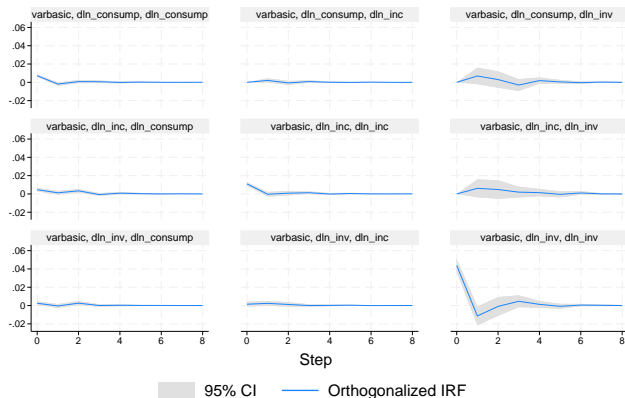 varbasic, dln_consump, dln_consump varbasic, dln_consump, dln_inc varbasic, dln_consump, dln_inv
.06
.04
.02
0
-.02
varbasic, dln_inc, dln_consump varbasic, dln_inc, dln_inc varbasic, dln_inc, dln_inv
.06
.04
.02
0
-.02
varbasic, dln_inv, dln_consump varbasic, dln_inv, dln_inc varbasic, dln_inv, dln_inv
.06
.04
.02
0
-.02
0 2 4 6 8 0 2 4 6 8 0 2 4 6 8
Step
95% CI Orthogonalized IRF